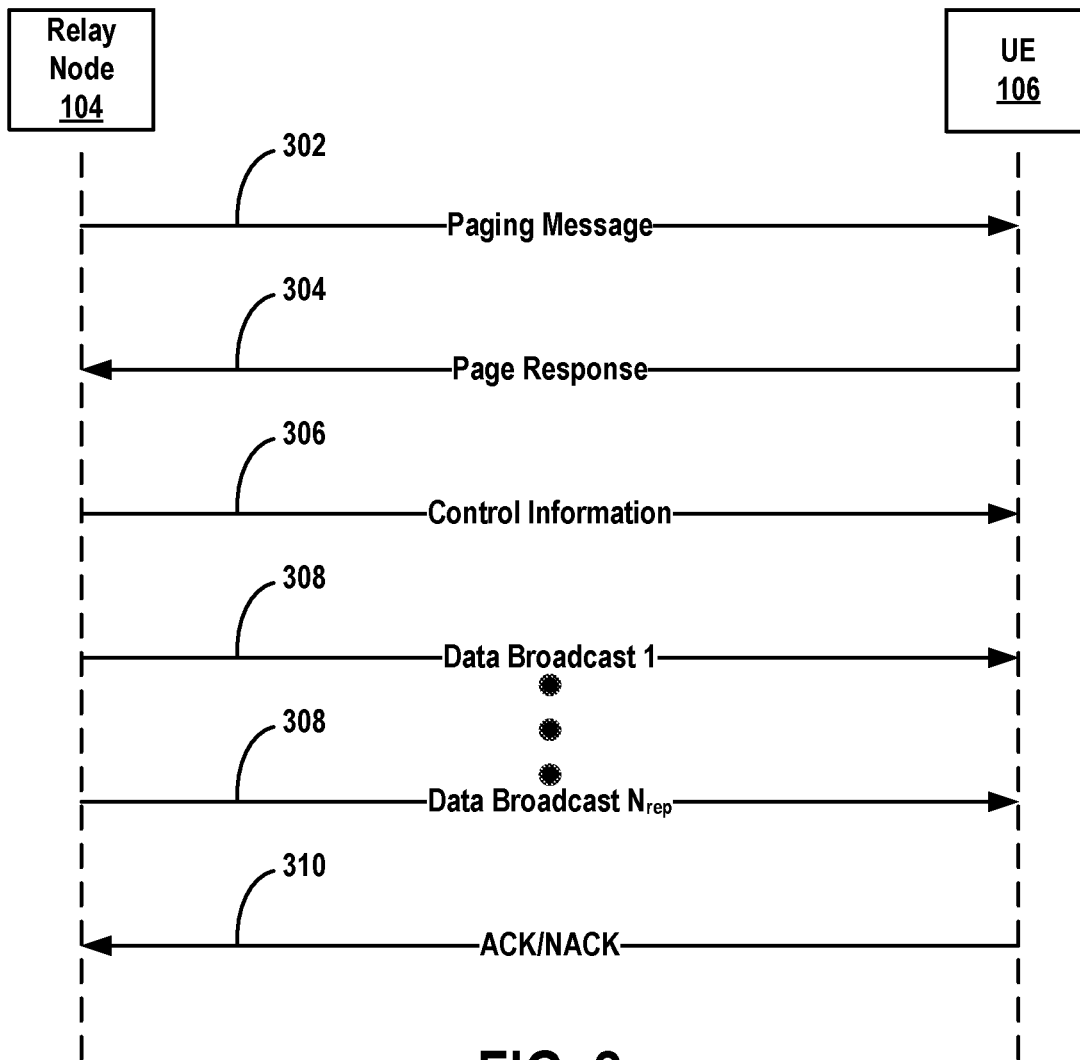 Relay
Node
104
UE
106
302
Paging Message
304
Page Response
306
Control Information
308
Data Broadcast 1
308
Data Broadcast Nrep
310
ACK/NACK